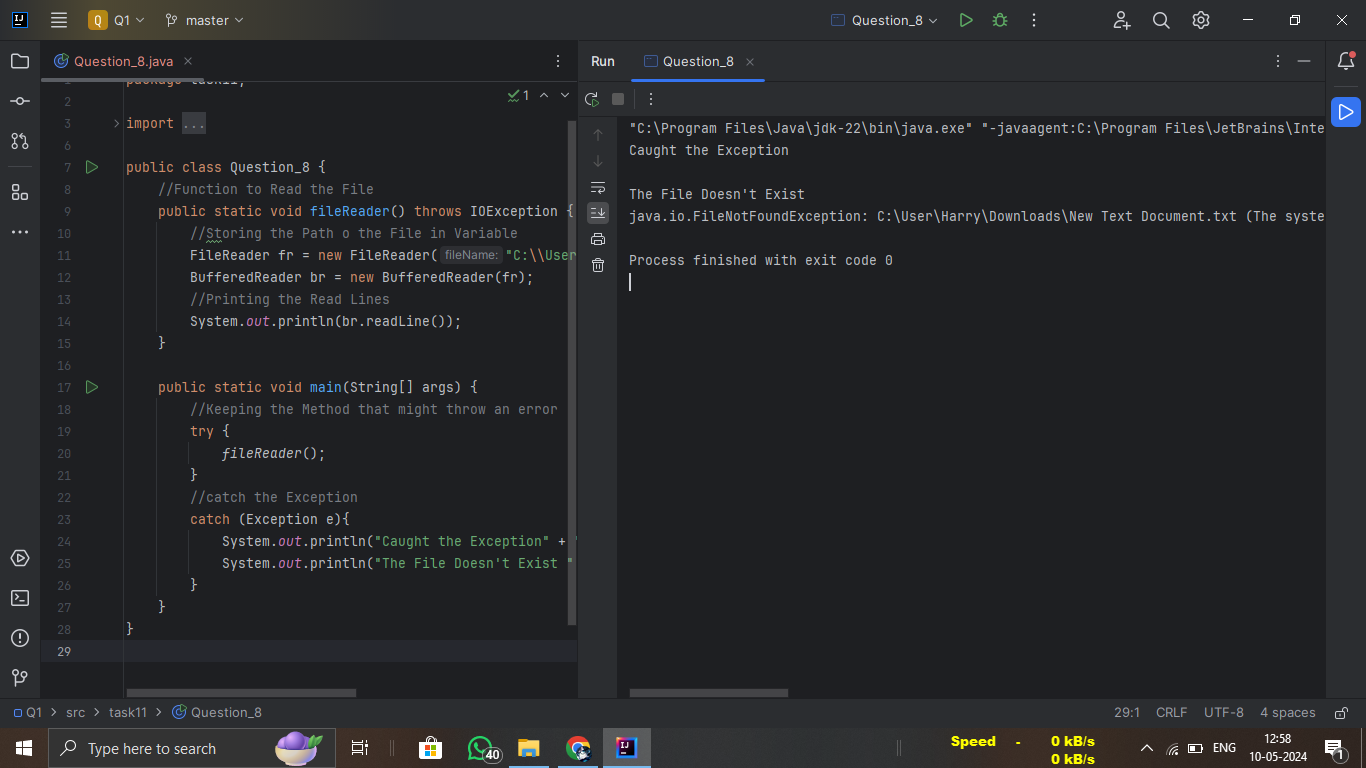 Q Q1 master Question_8
Question_8.java
Run Question_8
1
2
3 import ...
6
7 public class Question_8 {
8 //Function to Read the File
9 public static void fileReader() throws IOException {
10 //Storing the Path o the File in Variable
11 FileReader fr = new FileReader( fileName: "C:\\User
12 BufferedReader br = new BufferedReader(fr);
13 //Printing the Read Lines
14 System.out.println(br.readLine());
15 }
16
17 public static void main(String[] args) {
18 //Keeping the Method that might throw an error
19 try {
20 fileReader();
21 }
22 //catch the Exception
23 catch (Exception e){
24 System.out.println("Caught the Exception" + "
25 System.out.println("The File Doesn't Exist "
26 }
27 }
28 }
29
"C:\Program Files\Java\jdk-22\bin\java.exe" "-javaagent:C:\Program Files\JetBrains\Inte
Caught the Exception
The File Doesn't Exist
java.io.FileNotFoundException: C:\User\Harry\Downloads\New Text Document.txt (The syste
Process finished with exit code 0
Q1 > src > task11 > Question_8
29:1 CRLF UTF-8 4 spaces
Type here to search
40
Speed - 0 kB/s
0 kB/s
ENG
12:58
10-05-2024
1